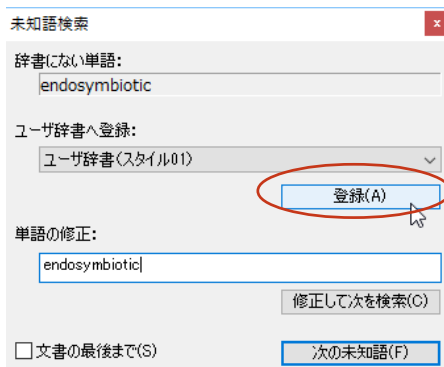 未知語検索
x
辞書にない単語:
endosymbiotic
ユーザ辞書へ登録:
ユーザ辞書(スタイル01)
登録(A)
単語の修正:
endosymbiotic
修正して次を検索(C)
文書の最後まで(S)
次の未知語(F)